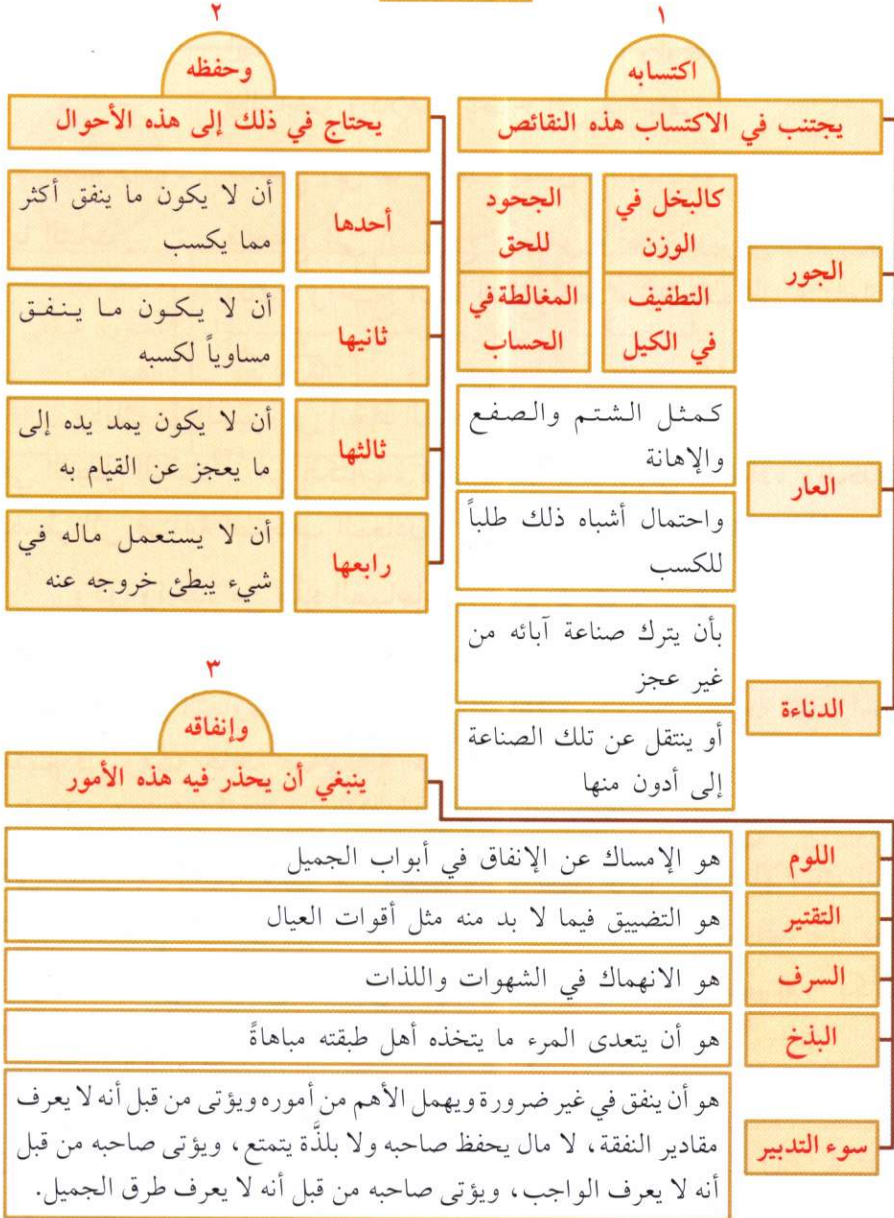 ١
اكتسابه
يجتنب في الاكتساب هذه النقائص
الجور
كالبخل في
الوزن
الجحود
للحق
التطفيف
في الكيل
المغالطة في
الحساب
العار
كمثل الشتم والصفع
والإهانة
واحتمال أشباه ذلك طلباً
للكسب
الدناءة
بأن يترك صناعة آبائه من
غير عجز
أو ينتقل عن تلك الصناعة
إلى أدون منها
٢
وحفظه
يحتاج في ذلك إلى هذه الأحوال
أحدها
أن لا يكون ما ينفق أكثر
مما يكسب
ثانيها
أن لا يكون ما ينفق
مساوياً لكسبه
ثالثها
أن لا يكون يمد يده إلى
ما يعجز عن القيام به
رابعها
أن لا يستعمل ماله في
شيء يبطئ خروجه عنه
٣
وإنفاقه
ينبغي أن يحذر فيه هذه الأمور
اللوم
هو الإمساك عن الإنفاق في أبواب الجميل
التقتير
هو التضييق فيما لا بد منه مثل أقوات العيال
السرف
هو الانهماك في الشهوات واللذات
البذخ
هو أن يتعدى المرء ما يتخذه أهل طبقته مباهاةً
سوء التدبير
هو أن ينفق في غير ضرورة ويهمل الأهم من أموره ويؤتى من قبل أنه لا يعرف
مقادير النفقة، لا مال يحفظ صاحبه ولا بلذَّة يتمتع، ويؤتى صاحبه من قبل
أنه لا يعرف الواجب، ويؤتى صاحبه من قبل أنه لا يعرف طرق الجميل.